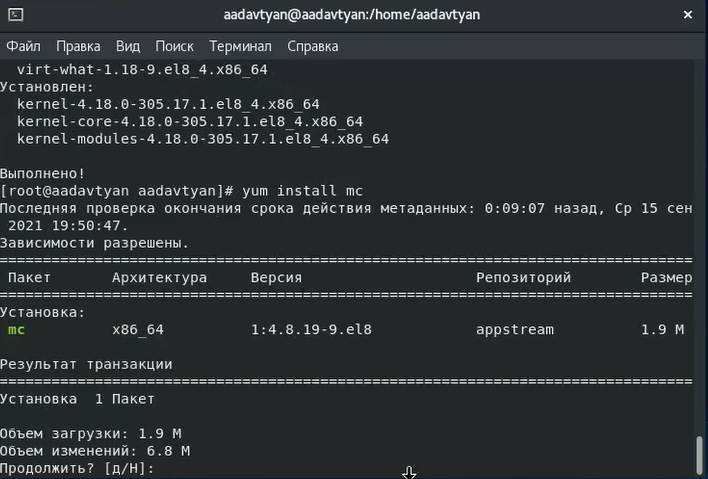 aadavtyan@aadavtyan:/home/aadavtyan
Файл Правка Вид Поиск Терминал Справка
virt-what-1.18-9.el8_4.x86_64
Установлен:
kernel-4.18.0-305.17.1.el8_4.x86_64
kernel-core-4.18.0-305.17.1.el8_4.x86_64
kernel-modules-4.18.0-305.17.1.el8_4.x86_64
Выполнено!
[root@aadavtyan aadavtyan]# yum install mc
Последняя проверка окончания срока действия метаданных: 0:09:07 назад, Ср 15 сен
2021 19:50:47.
Зависимости разрешены.
================================================================================
Пакет Архитектура Версия Репозиторий Размер
================================================================================
Установка:
mc x86_64 1:4.8.19-9.el8 appstream 1.9 M
Результат транзакции
================================================================================
Установка 1 Пакет
Объем загрузки: 1.9 M
Объем изменений: 6.8 M
Продолжить? [д/Н]: